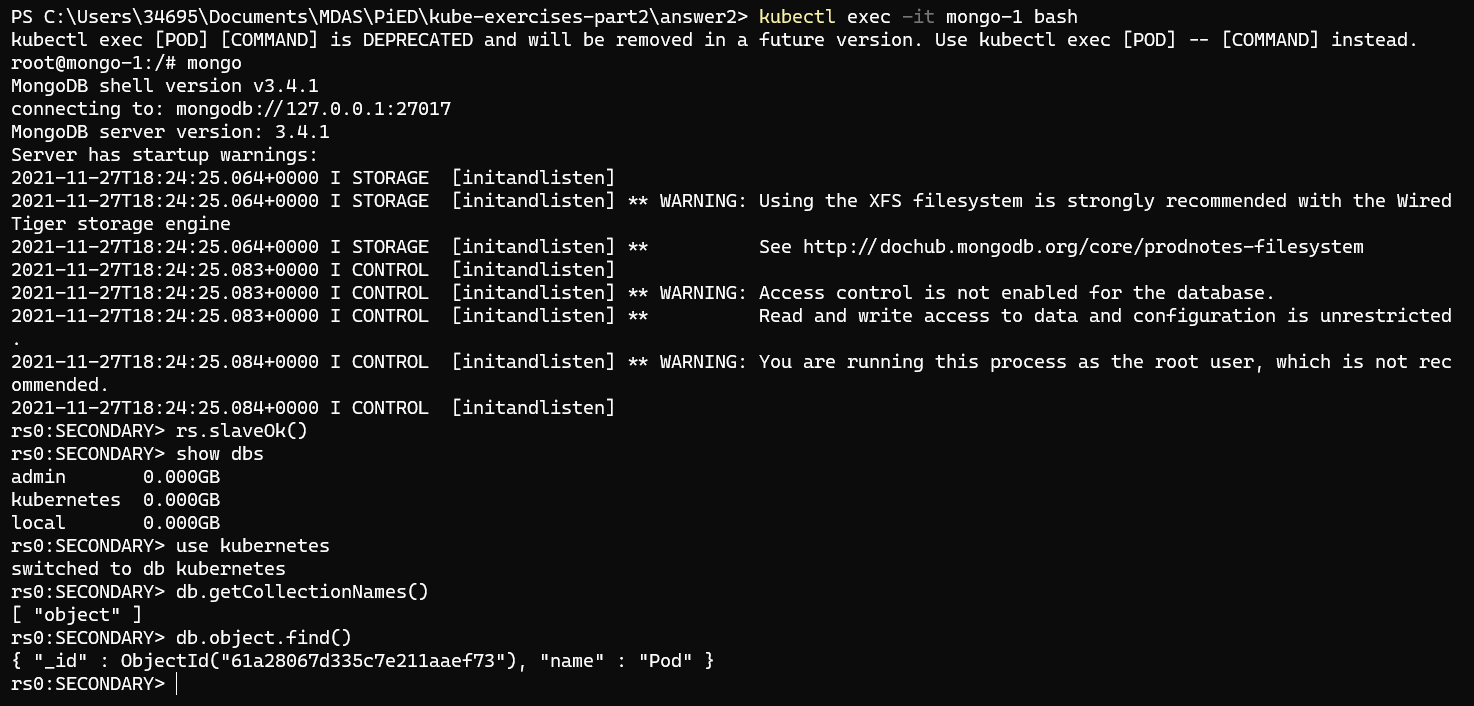 PS C:\Users\34695\Documents\MDAS\PiED\kube-exercises-part2\answer2> kubectl exec -it mongo-1 bash
kubectl exec [POD] [COMMAND] is DEPRECATED and will be removed in a future version. Use kubectl exec [POD] -- [COMMAND] instead.
root@mongo-1:/# mongo
MongoDB shell version v3.4.1
connecting to: mongodb://127.0.0.1:27017
MongoDB server version: 3.4.1
Server has startup warnings:
2021-11-27T18:24:25.064+0000 I STORAGE  [initandlisten]
2021-11-27T18:24:25.064+0000 I STORAGE  [initandlisten] ** WARNING: Using the XFS filesystem is strongly recommended with the Wired
Tiger storage engine
2021-11-27T18:24:25.064+0000 I STORAGE  [initandlisten] **          See http://dochub.mongodb.org/core/prodnotes-filesystem
2021-11-27T18:24:25.083+0000 I CONTROL  [initandlisten]
2021-11-27T18:24:25.083+0000 I CONTROL  [initandlisten] ** WARNING: Access control is not enabled for the database.
2021-11-27T18:24:25.083+0000 I CONTROL  [initandlisten] **          Read and write access to data and configuration is unrestricted
.
2021-11-27T18:24:25.084+0000 I CONTROL  [initandlisten] ** WARNING: You are running this process as the root user, which is not rec
ommended.
2021-11-27T18:24:25.084+0000 I CONTROL  [initandlisten]
rs0:SECONDARY> rs.slaveOk()
rs0:SECONDARY> show dbs
admin       0.000GB
kubernetes  0.000GB
local       0.000GB
rs0:SECONDARY> use kubernetes
switched to db kubernetes
rs0:SECONDARY> db.getCollectionNames()
[ "object" ]
rs0:SECONDARY> db.object.find()
{ "_id" : ObjectId("61a28067d335c7e211aaef73"), "name" : "Pod" }
rs0:SECONDARY>